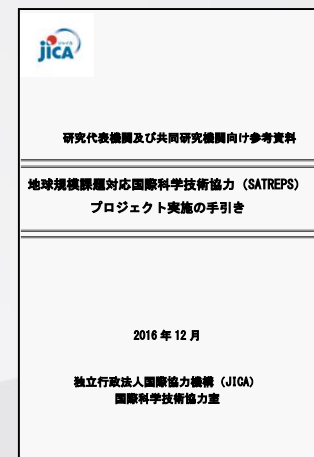 jICA
研究代表機関及び共同研究機関向け参考資料
地球規模課題対応国際科学技術協力（SATREPS）
プロジェクト実施の手引き
2016 年 12 月
独立行政法人国際協力機構（JICA）
国際科学技術協力室